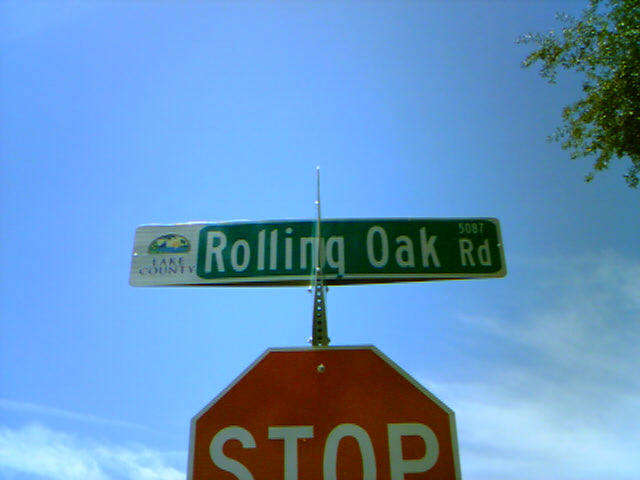 LAKE
COUNTY
Rolling Oak Rd
5087
STOP